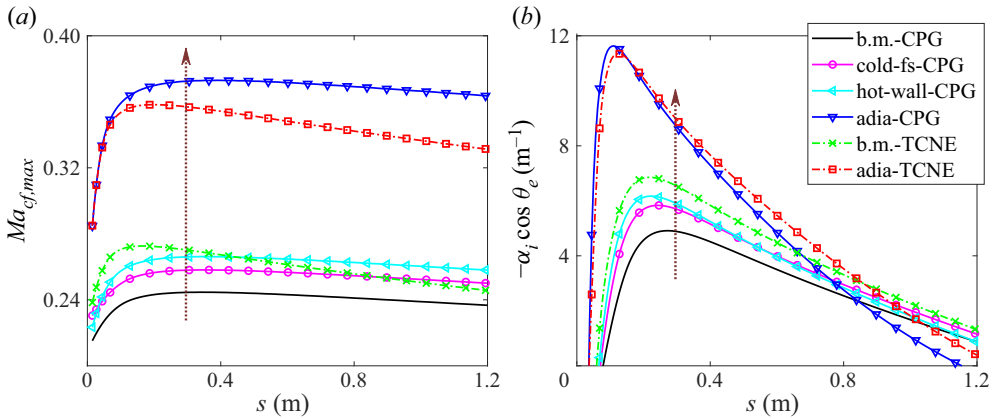 (a)
(b)
0.40
0.32
0.24
Ma_{cf,max}
0 0.4 0.8 1.2
s (m)
12
8
4
0
−α_i cos θ_e (m⁻¹)
0.4 0.8 1.2
s (m)
b.m.-CPG
cold-fs-CPG
hot-wall-CPG
adia-CPG
b.m.-TCNE
adia-TCNE